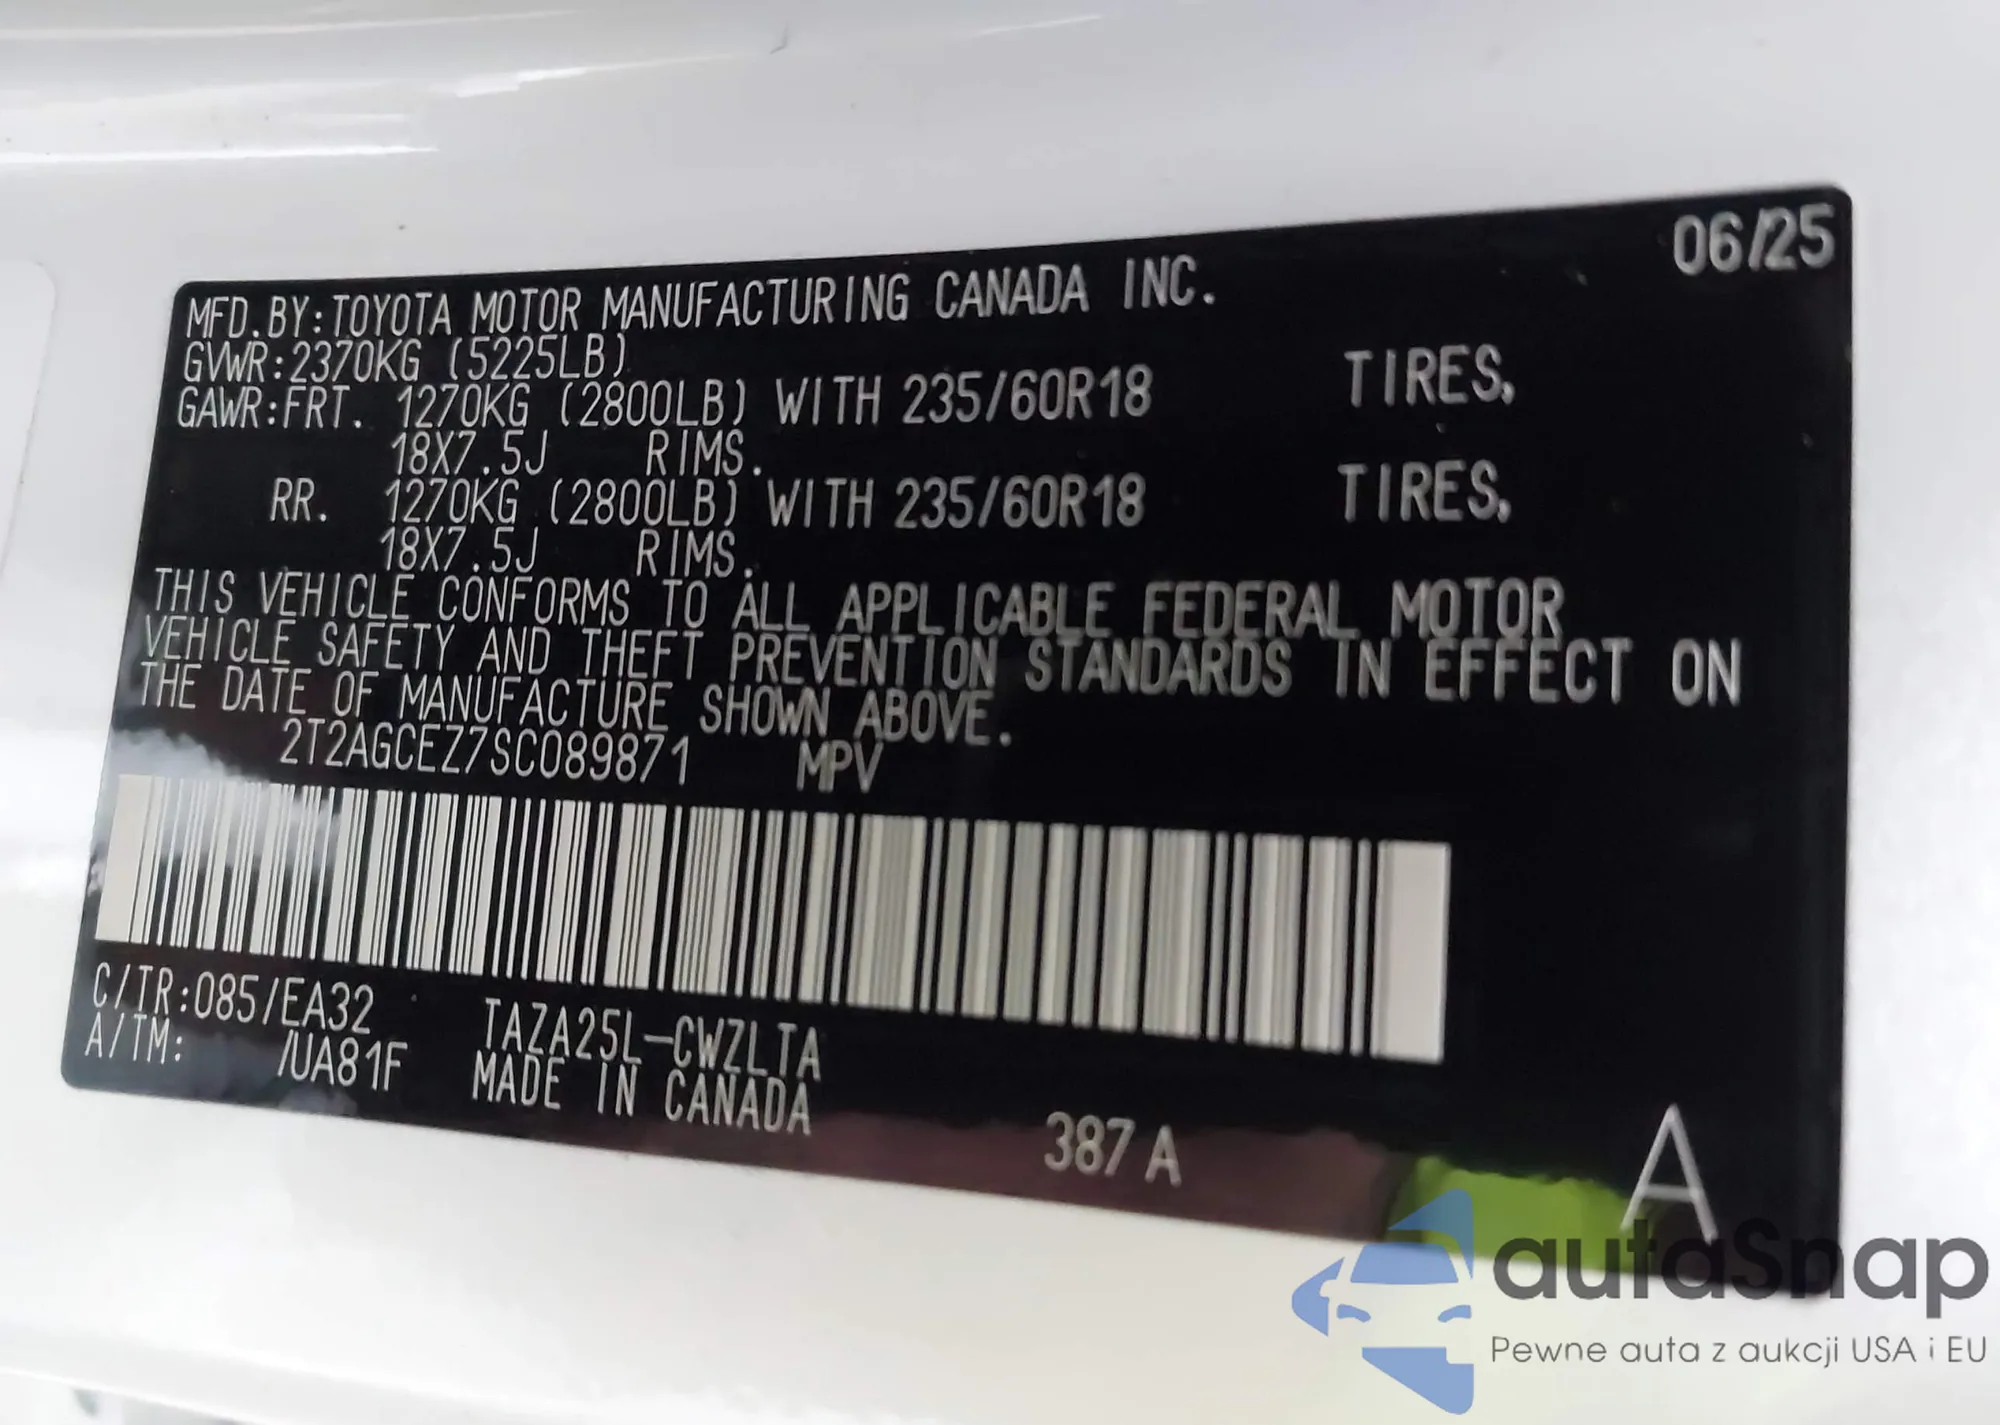 06/25
MFD.BY:TOYOTA MOTOR MANUFACTURING CANADA INC.
GVWR:2370KG (5225LB)
GAWR:FRT. 1270KG (2800LB) WITH 235/60R18 TIRES,
18X7.5J RIMS.
RR. 1270KG (2800LB) WITH 235/60R18 TIRES,
18X7.5J RIMS.
THIS VEHICLE CONFORMS TO ALL APPLICABLE FEDERAL MOTOR
VEHICLE SAFETY AND THEFT PREVENTION STANDARDS IN EFFECT ON
THE DATE OF MANUFACTURE SHOWN ABOVE.
2T2AGCEZ7SC089871 MPV
C/TR:085/EA32 TAZA25L-CWZLTA
A/TM: /UA81F MADE IN CANADA
387 A
A
autaSnap
Pewne auta z aukcji USA i EU